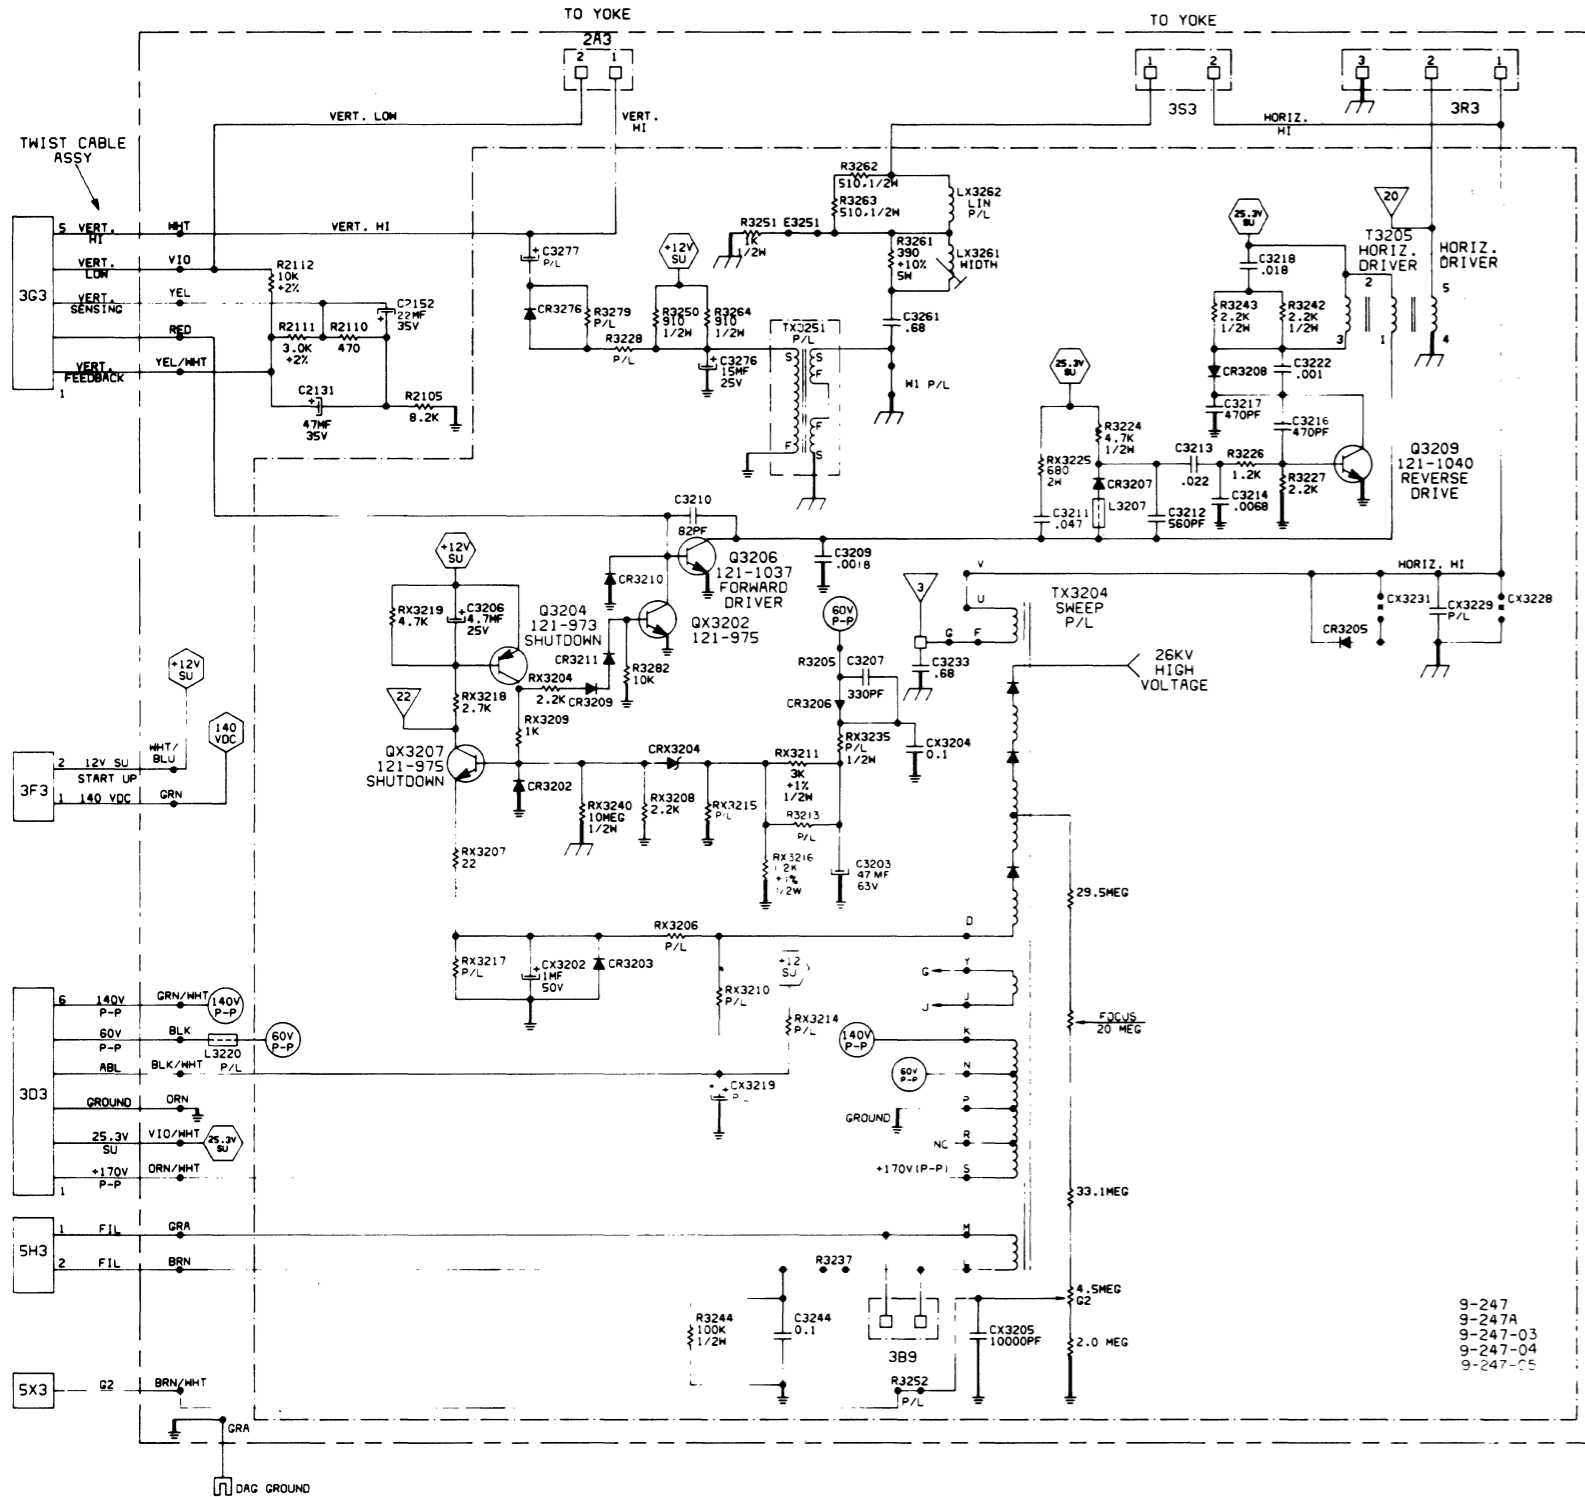 TO YOKE
TO YOKE
2A3
2 1
1 2
3S3
3 2 1
3R3
VERT. LOW
VERT.
HI
HORIZ.
HI
TWIST CABLE
ASSY
3G3
5 VERT.
HI
WHT
VERT. HI
VERT.
LOW
VIO
VERT.
SENSING
YEL
RED
VERT.
FEEDBACK
YEL/WHT
1
R2112
10K
+2%
R2111
3.0K
+2%
R2110
470
C2152
22MF
35V
+
C2131
47MF
35V
+
R2105
8.2K
+ C3277
P/L
CR3276
R3279
P/L
R3228
P/L
+12V
SU
R3250
910
1/2W
R3264
910
1/2W
+ C3276
15MF
25V
TX3251
P/L
S
F
S
F
F
S
R3251
1K
1/2W
E3251
R3262
510,1/2W
R3263
510,1/2W
LX3262
LIN
P/L
R3261
390
+10%
5W
LX3261
WIDTH
C3261
.68
W1 P/L
25.3V
SU
C3218
.018
R3243
2.2K
1/2W
R3242
2.2K
1/2W
CR3208
C3222
.001
C3217
470PF
C3216
470PF
20
T3205
HORIZ.
DRIVER
2
3
1
5
4
HORIZ.
DRIVER
Q3209
121-1040
REVERSE
DRIVE
25.3V
SU
R3224
4.7K
1/2W
RX3225
680
2W
CR3207
L3207
C3211
.047
C3212
560PF
C3213
.022
C3214
.0068
R3226
1.2K
R3227
2.2K
C3210
82PF
Q3206
121-1037
FORWARD
DRIVER
CR3210
QX3202
121-975
C3209
.0018
+12V
SU
RX3219
4.7K
+ C3206
4.7MF
25V
Q3204
121-973
SHUTDOWN
CR3211
R3282
10K
RX3204
2.2K
CR3209
RX3218
2.7K
RX3209
1K
22
QX3207
121-975
SHUTDOWN
CR3202
RX3240
10MEG
1/2W
RX3208
2.2K
CRX3204
RX3215
P/L
RX3211
3K
+1%
1/2W
R3213
P/L
C3203
47 MF
63V
60V
P-P
R3205
C3207
330PF
CR3206
RX3235
P/L
1/2W
CX3204
0.1
3
C3233
.68
V
U
G F
TX3204
SWEEP
P/L
26KV
HIGH
VOLTAGE
HORIZ. HI
CX3231
CR3205
CX3229
P/L
CX3228
+12V
SU
140
VDC
3F3
2 12V SU
START UP
WHT/
BLU
1 140 VDC
GRN
RX3207
22
RX3216
1/2W
29.5MEG
D
RX3206
P/L
RX3217
P/L
+ CX3202
1MF
50V
CR3203
RX3210
P/L
+12
SU
R3214
P/L
G
Y
J
J
FOCUS
20 MEG
140V
P-P
K
60V
P-P
N
GROUND
P
NC R
+170V(P-P) S
3D3
6 140V
P-P
GRN/WHT
140V
P-P
60V
P-P
BLK
L3220
P/L
60V
P-P
ABL
BLK/WHT
GROUND
ORN
25.3V
SU
VIO/WHT
25.3V
SU
+170V
P-P
ORN/WHT
1
+ CX3219
33.1MEG
5H3
1 FIL
GRA
M
2 FIL
BRN
L
R3237
R3244
100K
1/2W
C3244
0.1
3B9
CX3205
10000PF
4.5MEG
G2
2.0 MEG
R3252
P/L
5X3
G2
BRN/WHT
GRA
DAG GROUND
9-247
9-247A
9-247-03
9-247-04